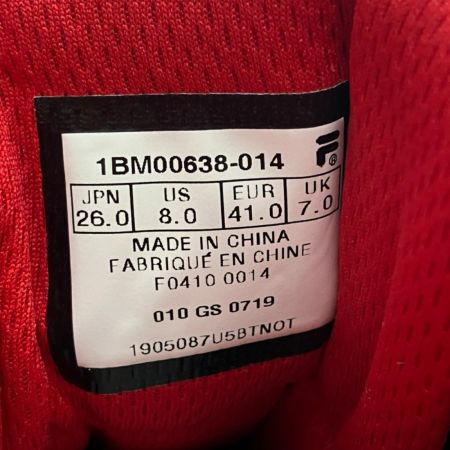 1BM00638-014 F®
JPN US EUR UK
26.0 8.0 41.0 7.0
MADE IN CHINA
FABRIQUÉ EN CHINE
F0410 0014
010 GS 0719
1905087U5BTNOT